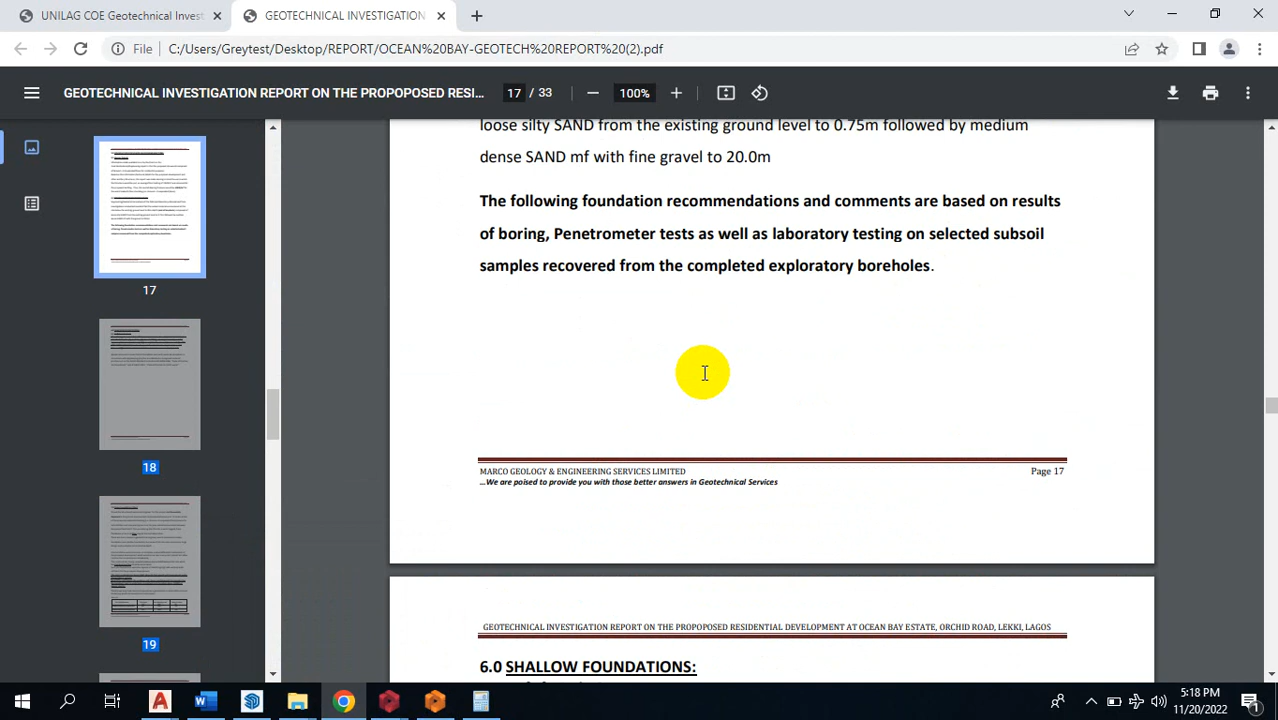 UNILAG COE Geotechnical Invest
GEOTECHNICAL INVESTIGATION
File
C:/Users/Greytest/Desktop/REPORT/OCEAN%20BAY-GEOTECH%20REPORT%20(2).pdf
GEOTECHNICAL INVESTIGATION REPORT ON THE PROPOPOSED RESI...
17 / 33
100%
loose silty SAND from the existing ground level to 0.75m followed by medium
dense SAND mf with fine gravel to 20.0m
The following foundation recommendations and comments are based on results
of boring, Penetrometer tests as well as laboratory testing on selected subsoil
samples recovered from the completed exploratory boreholes.
MARCO GEOLOGY & ENGINEERING SERVICES LIMITED
Page 17
...We are poised to provide you with those better answers in Geotechnical Services
GEOTECHNICAL INVESTIGATION REPORT ON THE PROPOPOSED RESIDENTIAL DEVELOPMENT AT OCEAN BAY ESTATE, ORCHID ROAD, LEKKI, LAGOS
6.0 SHALLOW FOUNDATIONS:
17
18
19
5:18 PM
11/20/2022
1